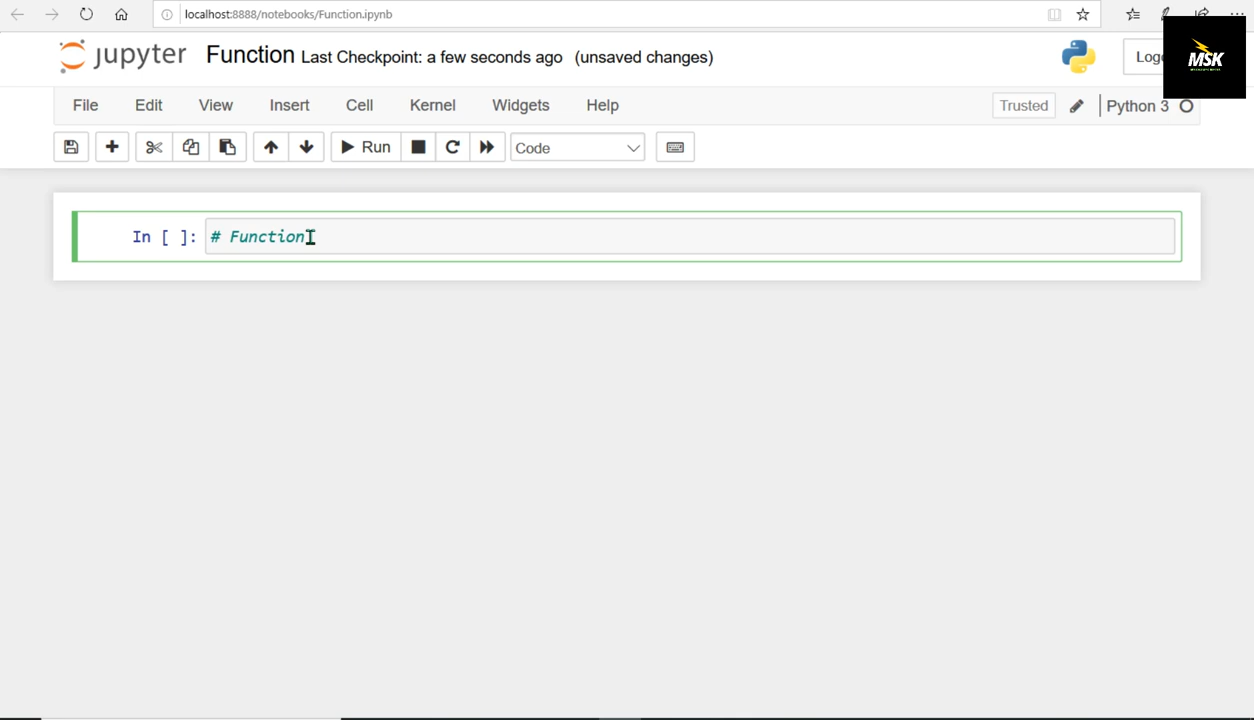 localhost:8888/notebooks/Function.ipynb
jupyter Function Last Checkpoint: a few seconds ago (unsaved changes)
MSK
File Edit View Insert Cell Kernel Widgets Help Trusted Python 3
Run Code
In [ ]: # Function